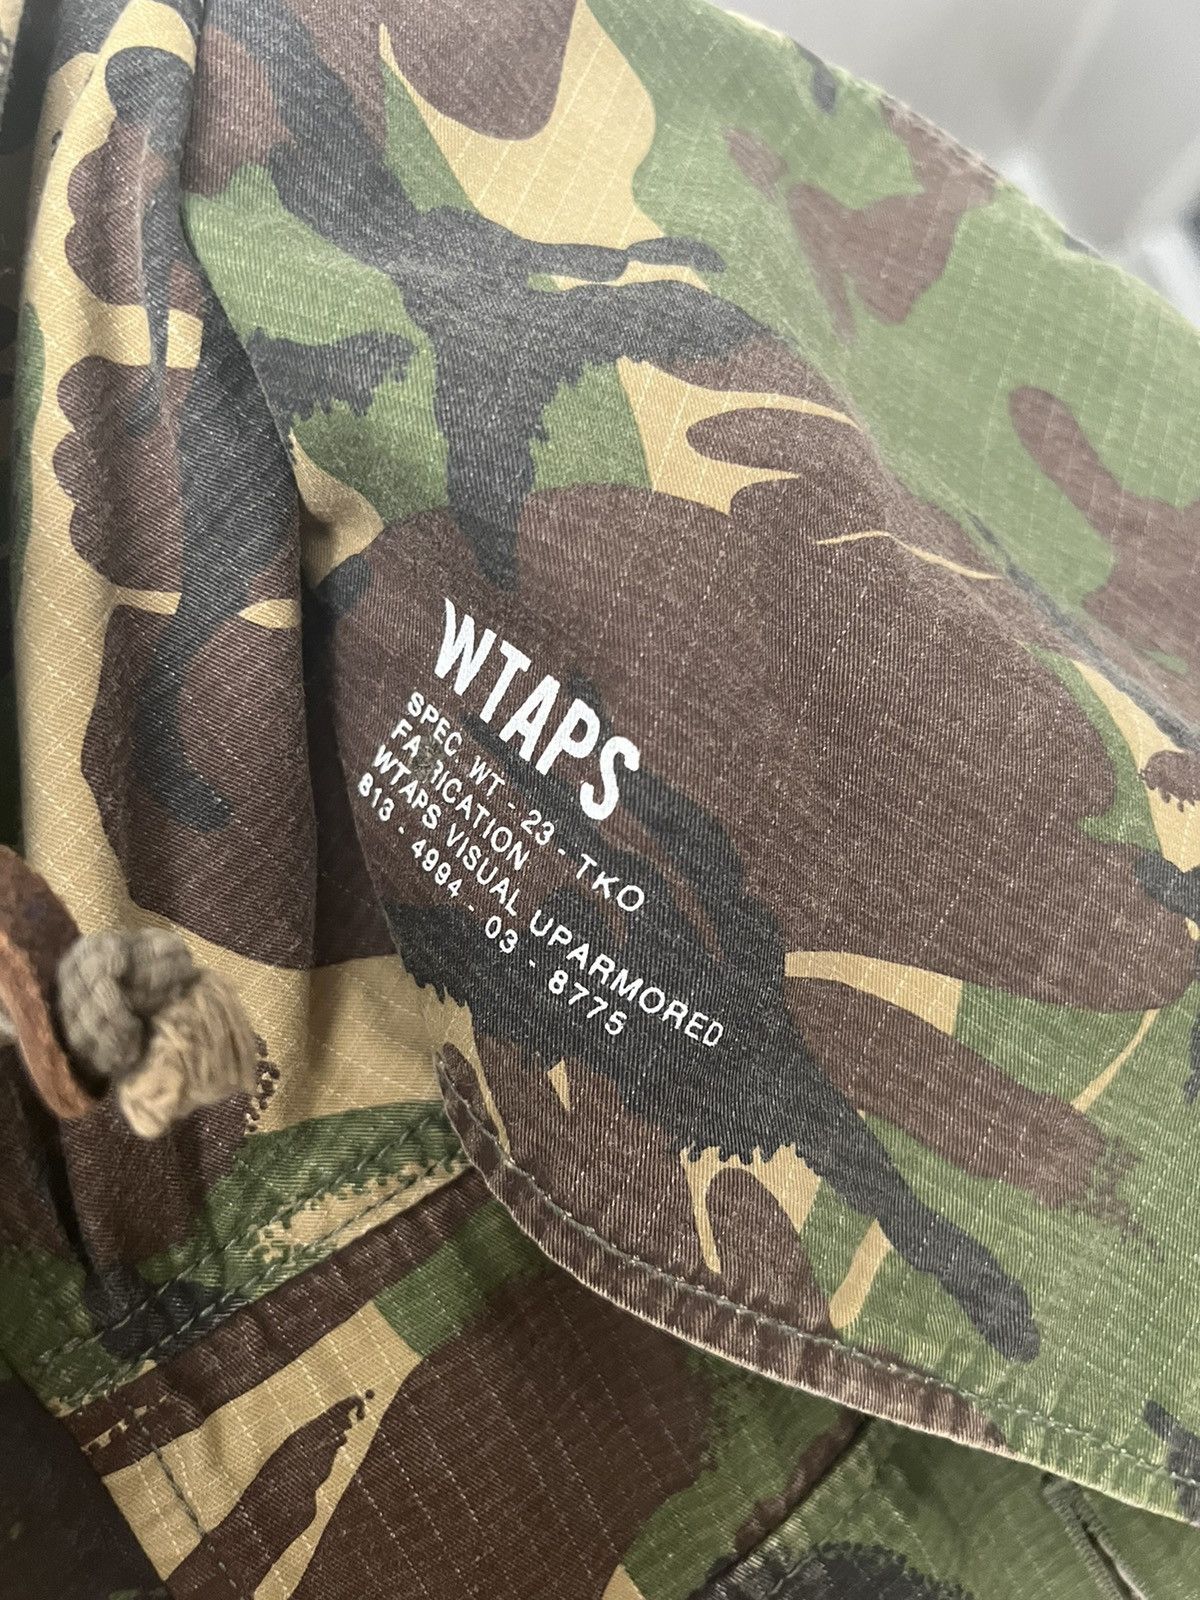 WTAPS
SPEC. WT - 23 - TKO
FABRICATION
WTAPS VISUAL UPARMORED
813 - 4994 - 03 - 8775